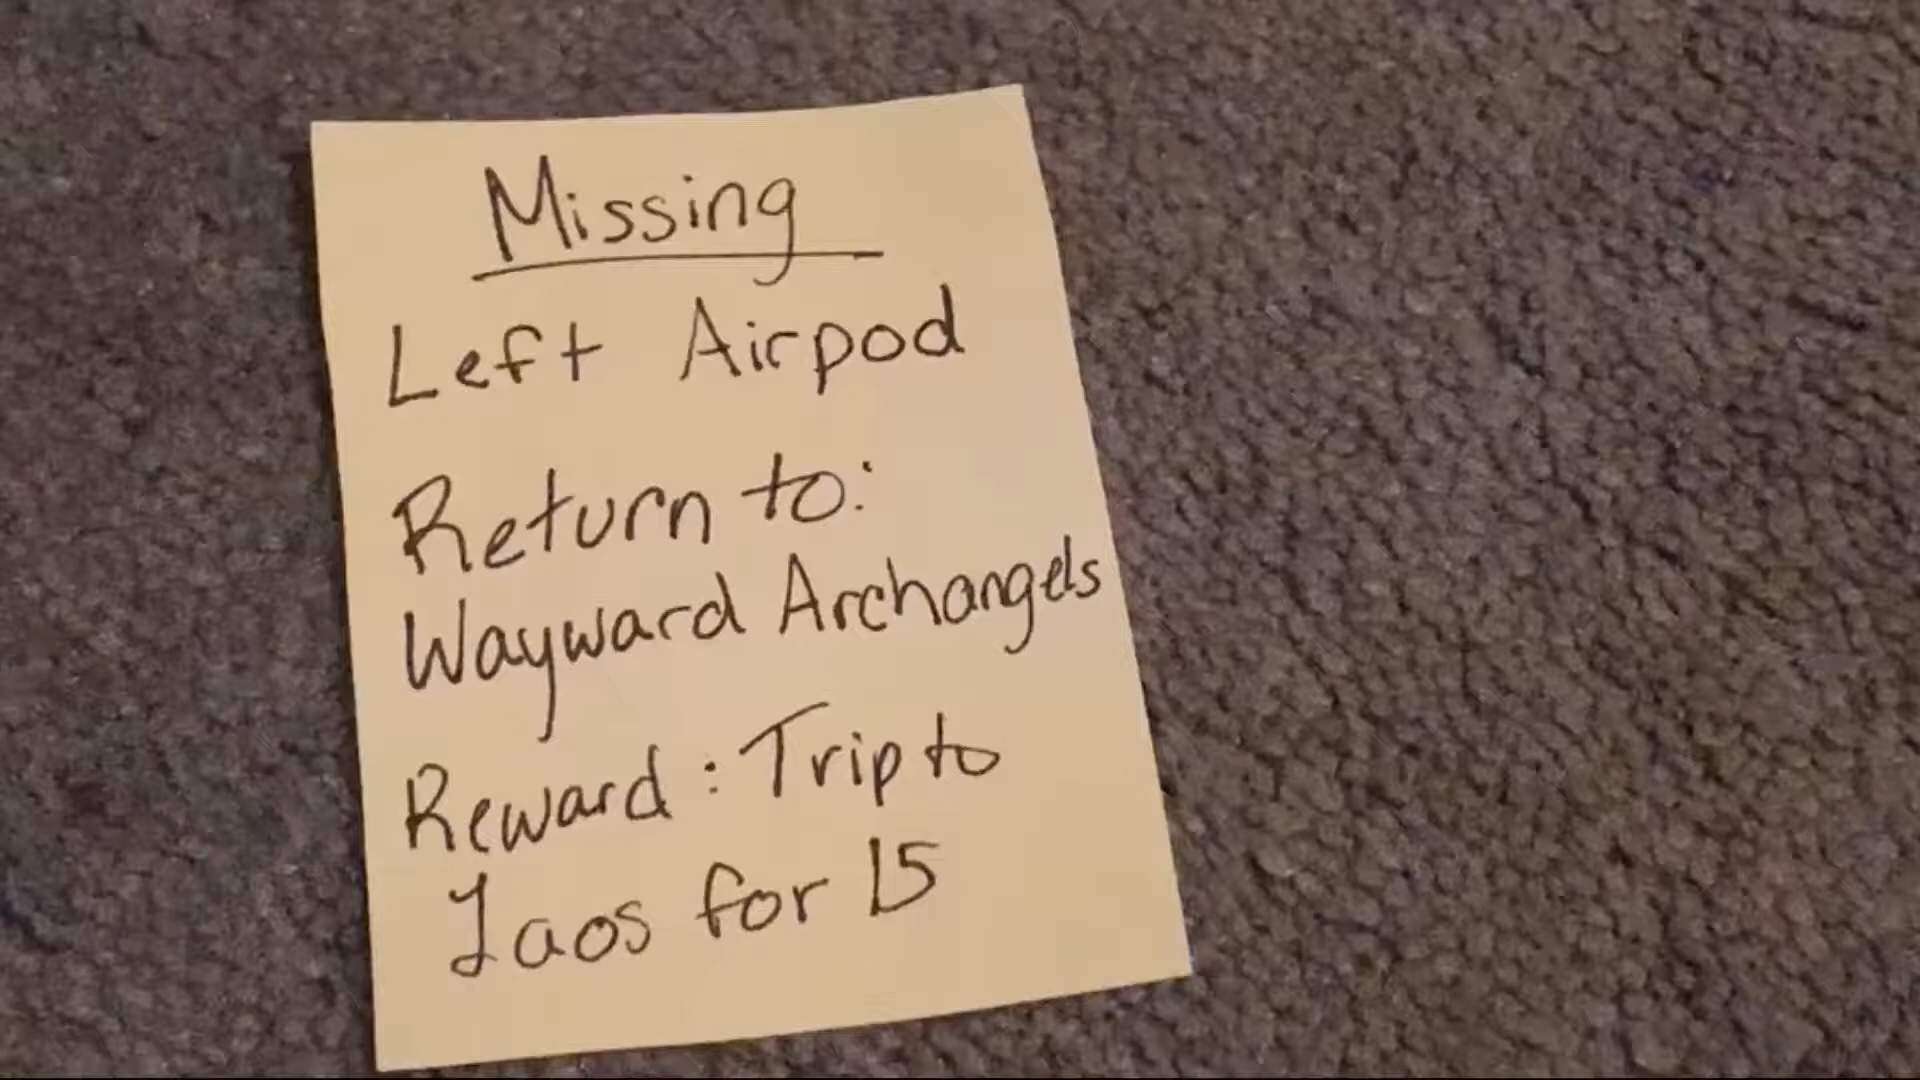 Missing
Left Airpod
Return to:
Wayward Archangels
Reward: Trip to
Laos for 15